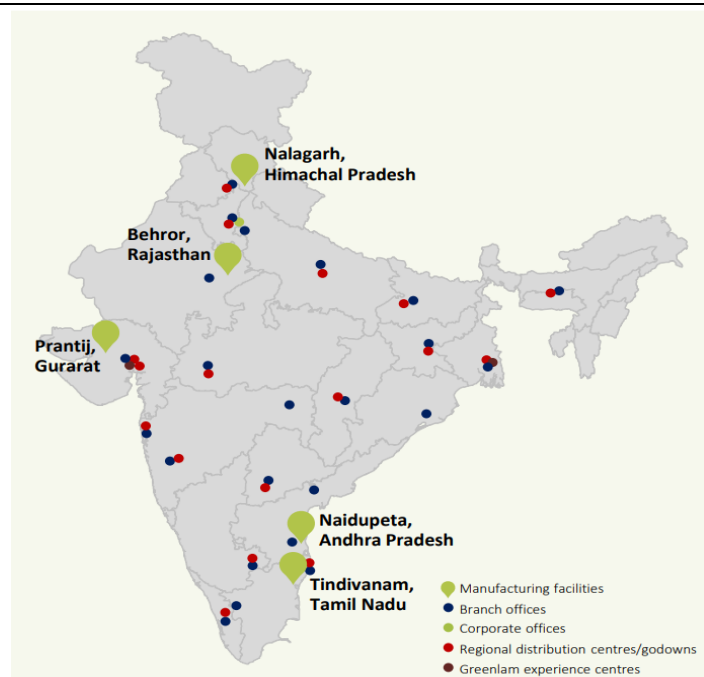 Nalagarh,
Himachal Pradesh
Behror,
Rajasthan
Prantij,
Gurarat
Naidupeta,
Andhra Pradesh
Tindivanam,
Tamil Nadu
Manufacturing facilities
Branch offices
Corporate offices
Regional distribution centres/godowns
Greenlam experience centres